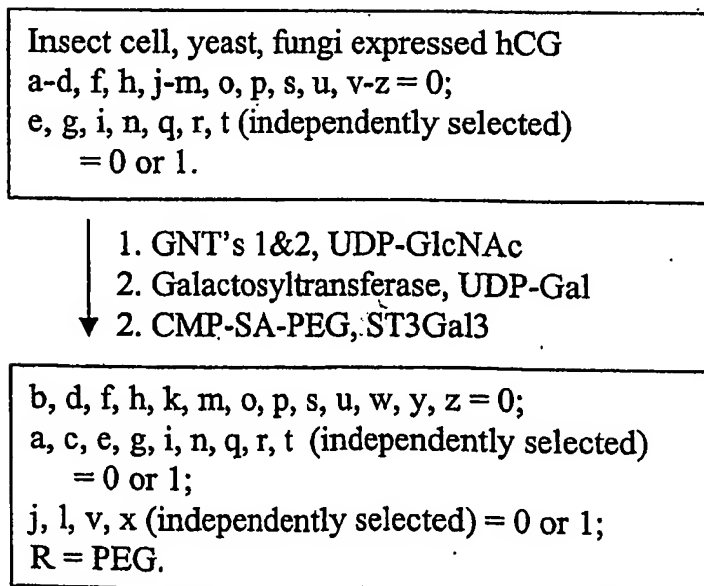 Insect cell, yeast, fungi expressed hCG
a-d, f, h, j-m, o, p, s, u, v-z = 0;
e, g, i, n, q, r, t (independently selected)
= 0 or 1.
1. GNT's 1&2, UDP-GlcNAc
2. Galactosyltransferase, UDP-Gal
2. CMP-SA-PEG, ST3Gal3
b, d, f, h, k, m, o, p, s, u, w, y, z = 0;
a, c, e, g, i, n, q, r, t (independently selected)
= 0 or 1;
j, l, v, x (independently selected) = 0 or 1;
R = PEG.